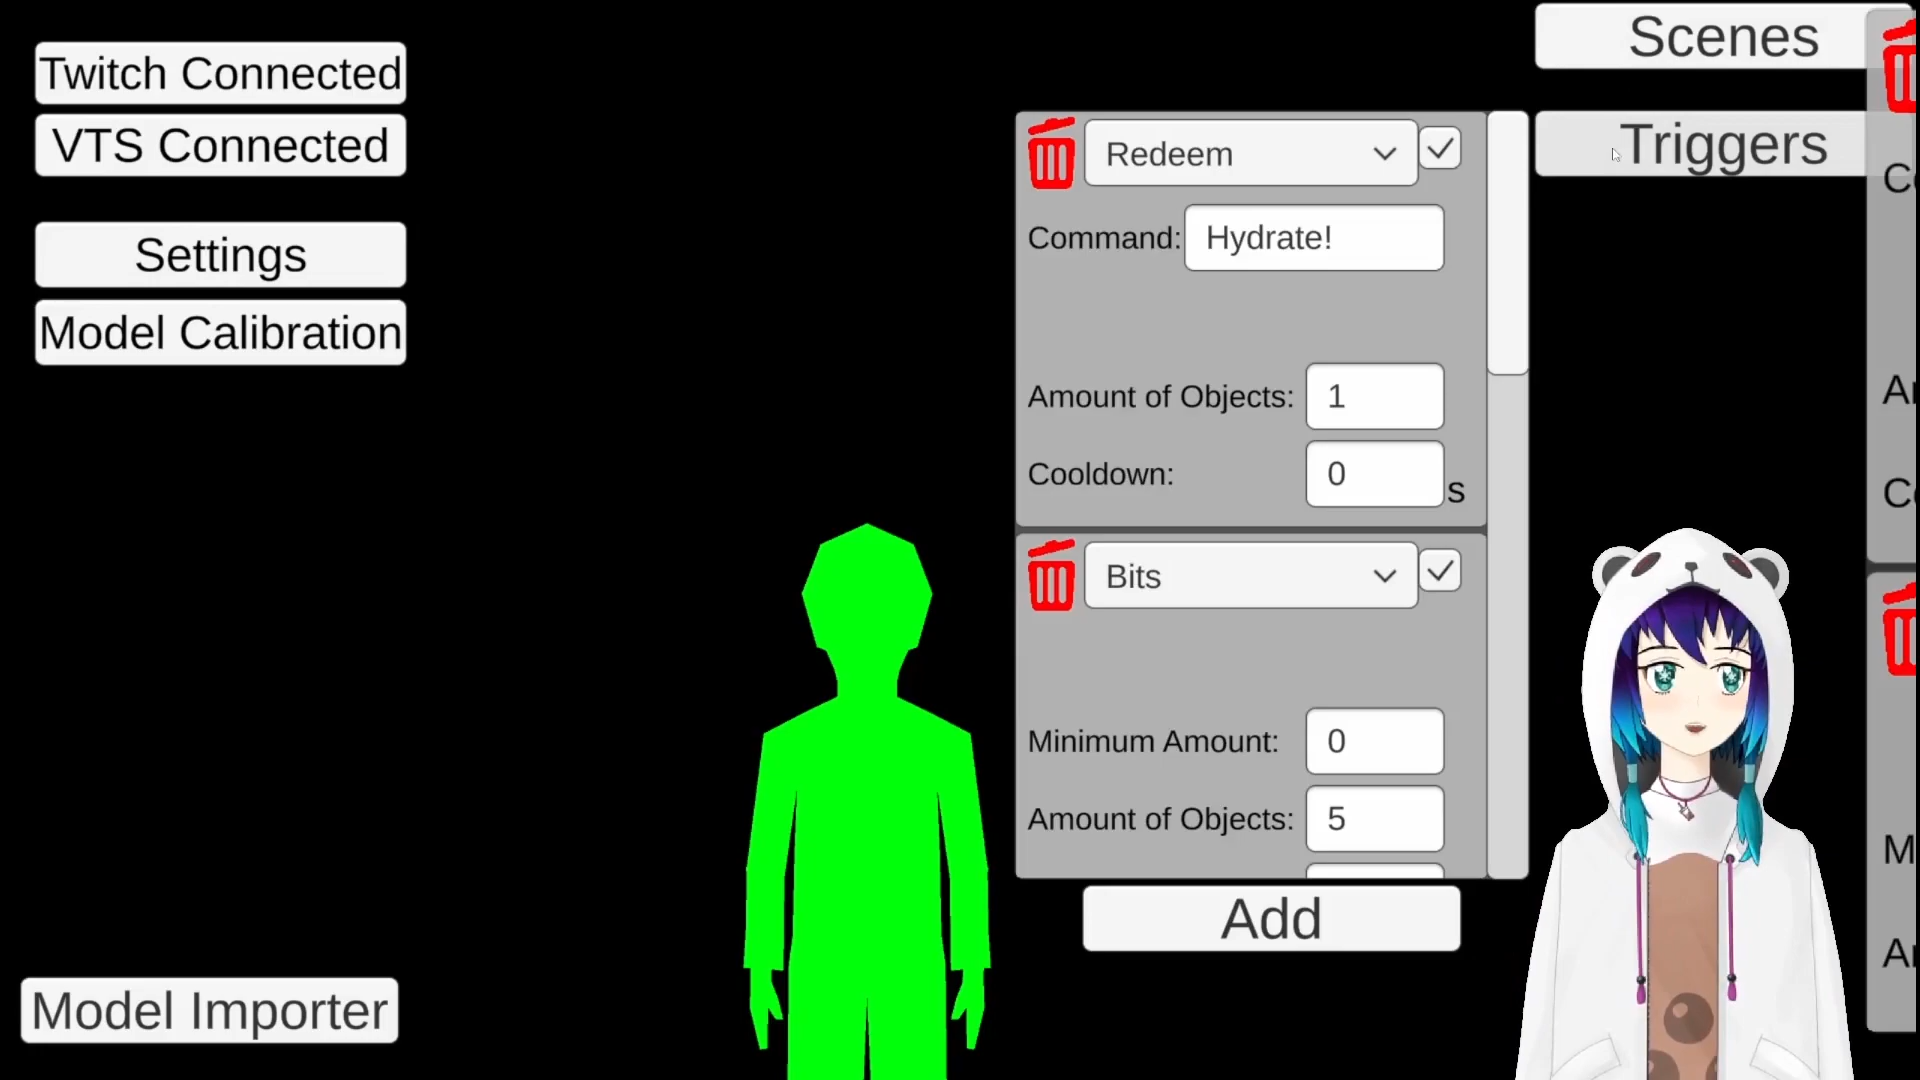 Twitch Connected
VTS Connected
Settings
Model Calibration
Model Importer
Redeem
Command: Hydrate!
Amount of Objects: 1
Cooldown: 0 s
Bits
Minimum Amount: 0
Amount of Objects: 5
Add
Scenes
Triggers